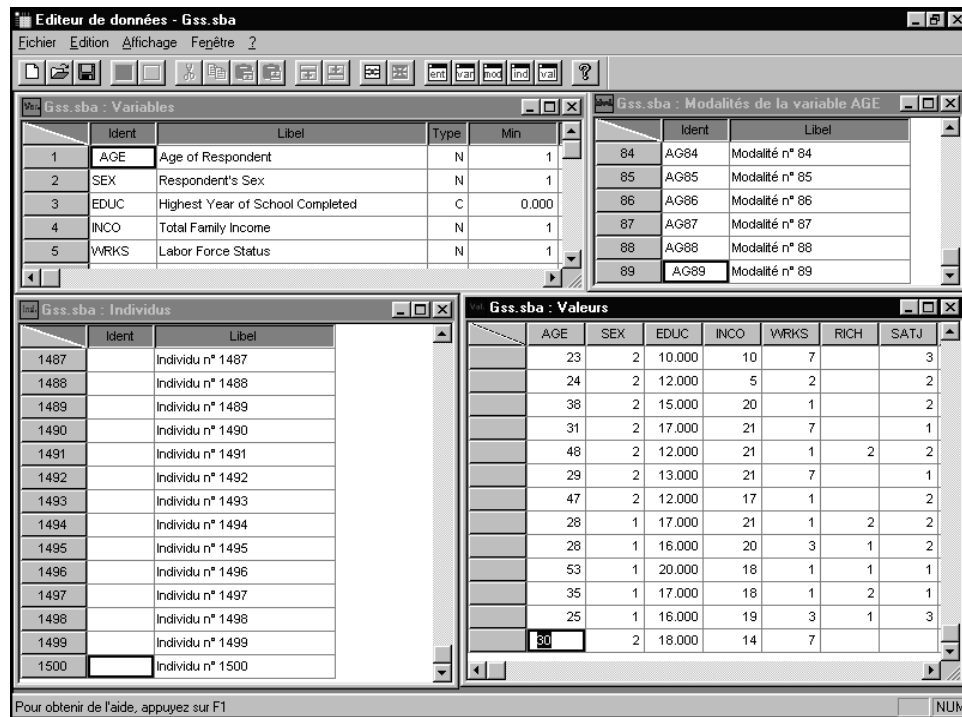 Editeur de données - Gss.sba
Fichier Edition Affichage Fenêtre ?
ent var mod ind val ?
Gss.sba : Variables
Ident Libel Type Min
1 AGE Age of Respondent N 1
2 SEX Respondent's Sex N 1
3 EDUC Highest Year of School Completed C 0.000
4 INCO Total Family Income N 1
5 WRKS Labor Force Status N 1
Gss.sba : Modalités de la variable AGE
Ident Libel
84 AG84 Modalité n° 84
85 AG85 Modalité n° 85
86 AG86 Modalité n° 86
87 AG87 Modalité n° 87
88 AG88 Modalité n° 88
89 AG89 Modalité n° 89
Gss.sba : Individus
Ident Libel
1487 Individu n° 1487
1488 Individu n° 1488
1489 Individu n° 1489
1490 Individu n° 1490
1491 Individu n° 1491
1492 Individu n° 1492
1493 Individu n° 1493
1494 Individu n° 1494
1495 Individu n° 1495
1496 Individu n° 1496
1497 Individu n° 1497
1498 Individu n° 1498
1499 Individu n° 1499
1500 Individu n° 1500
Gss.sba : Valeurs
AGE SEX EDUC INCO WRKS RICH SATJ
23 2 10.000 10 7 3
24 2 12.000 5 2 2
38 2 15.000 20 1 2
31 2 17.000 21 7 1
48 2 12.000 21 1 2 2
29 2 13.000 21 7 1
47 2 12.000 17 1 2
28 1 17.000 21 1 2 2
28 1 16.000 20 3 1 2
53 1 20.000 18 1 1 1
35 1 17.000 18 1 2 1
25 1 16.000 19 3 1 3
30 2 18.000 14 7
Pour obtenir de l'aide, appuyez sur F1
NUM